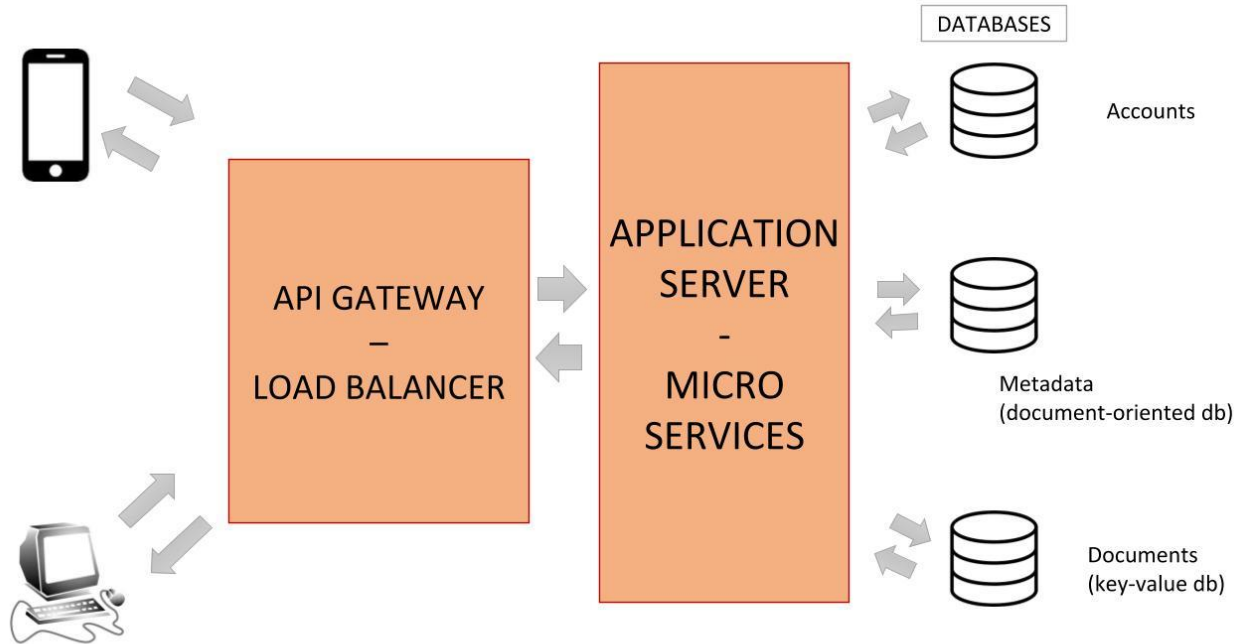 DATABASES
Accounts
API GATEWAY
–
LOAD BALANCER
APPLICATION
SERVER
-
MICRO
SERVICES
Metadata
(document-oriented db)
Documents
(key-value db)